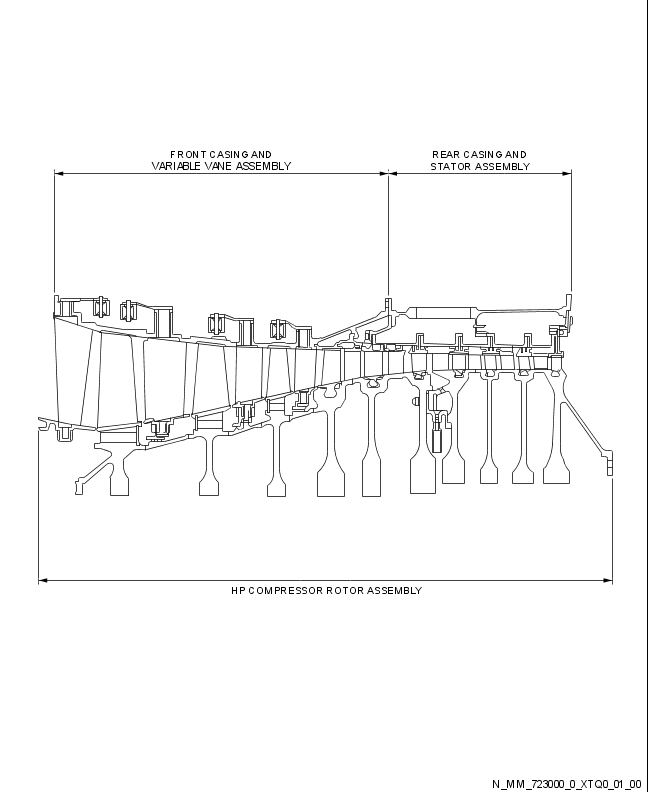 FRONT CASING AND
VARIABLE VANE ASSEMBLY
REAR CASING AND
STATOR ASSEMBLY
HP COMPRESSOR ROTOR ASSEMBLY
N_MM_723000_0_XTQ0_01_00